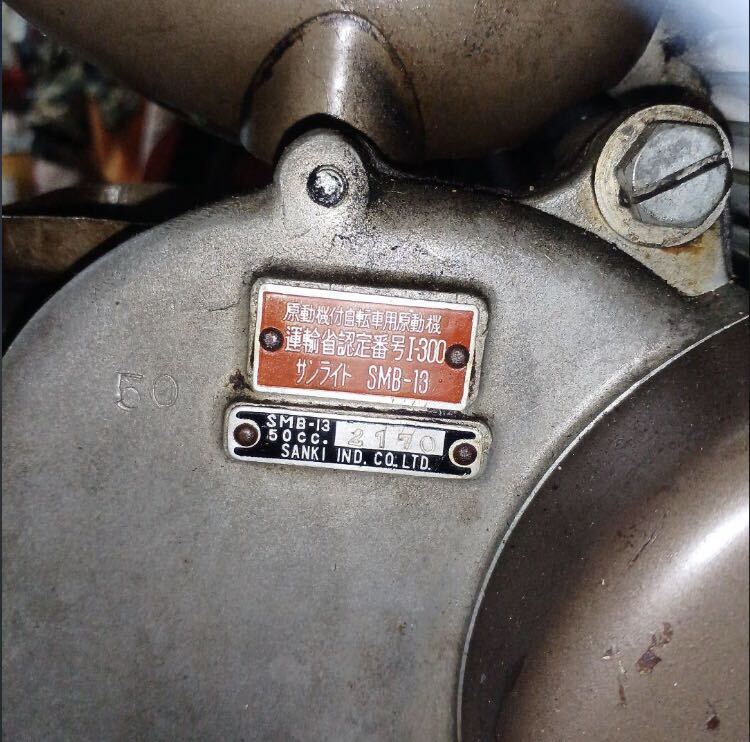 原動機付自転車用原動機
運輸省認定番号I-300
サンライト SMB-13
50
SMB-13
50cc. 2170
SANKI IND. CO. LTD.